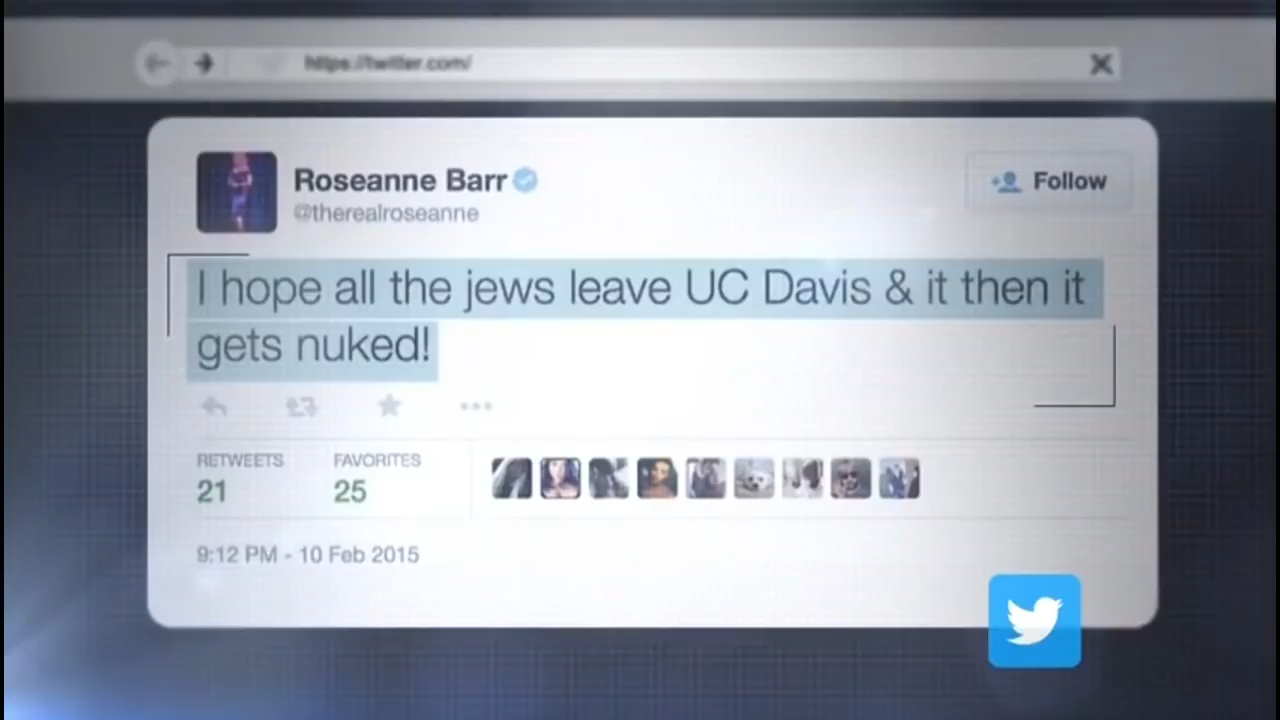 https://twitter.com/
Roseanne Barr
Follow
@therealroseanne
I hope all the jews leave UC Davis & it then it
gets nuked!
RETWEETS
FAVORITES
21
25
9:12 PM - 10 Feb 2015